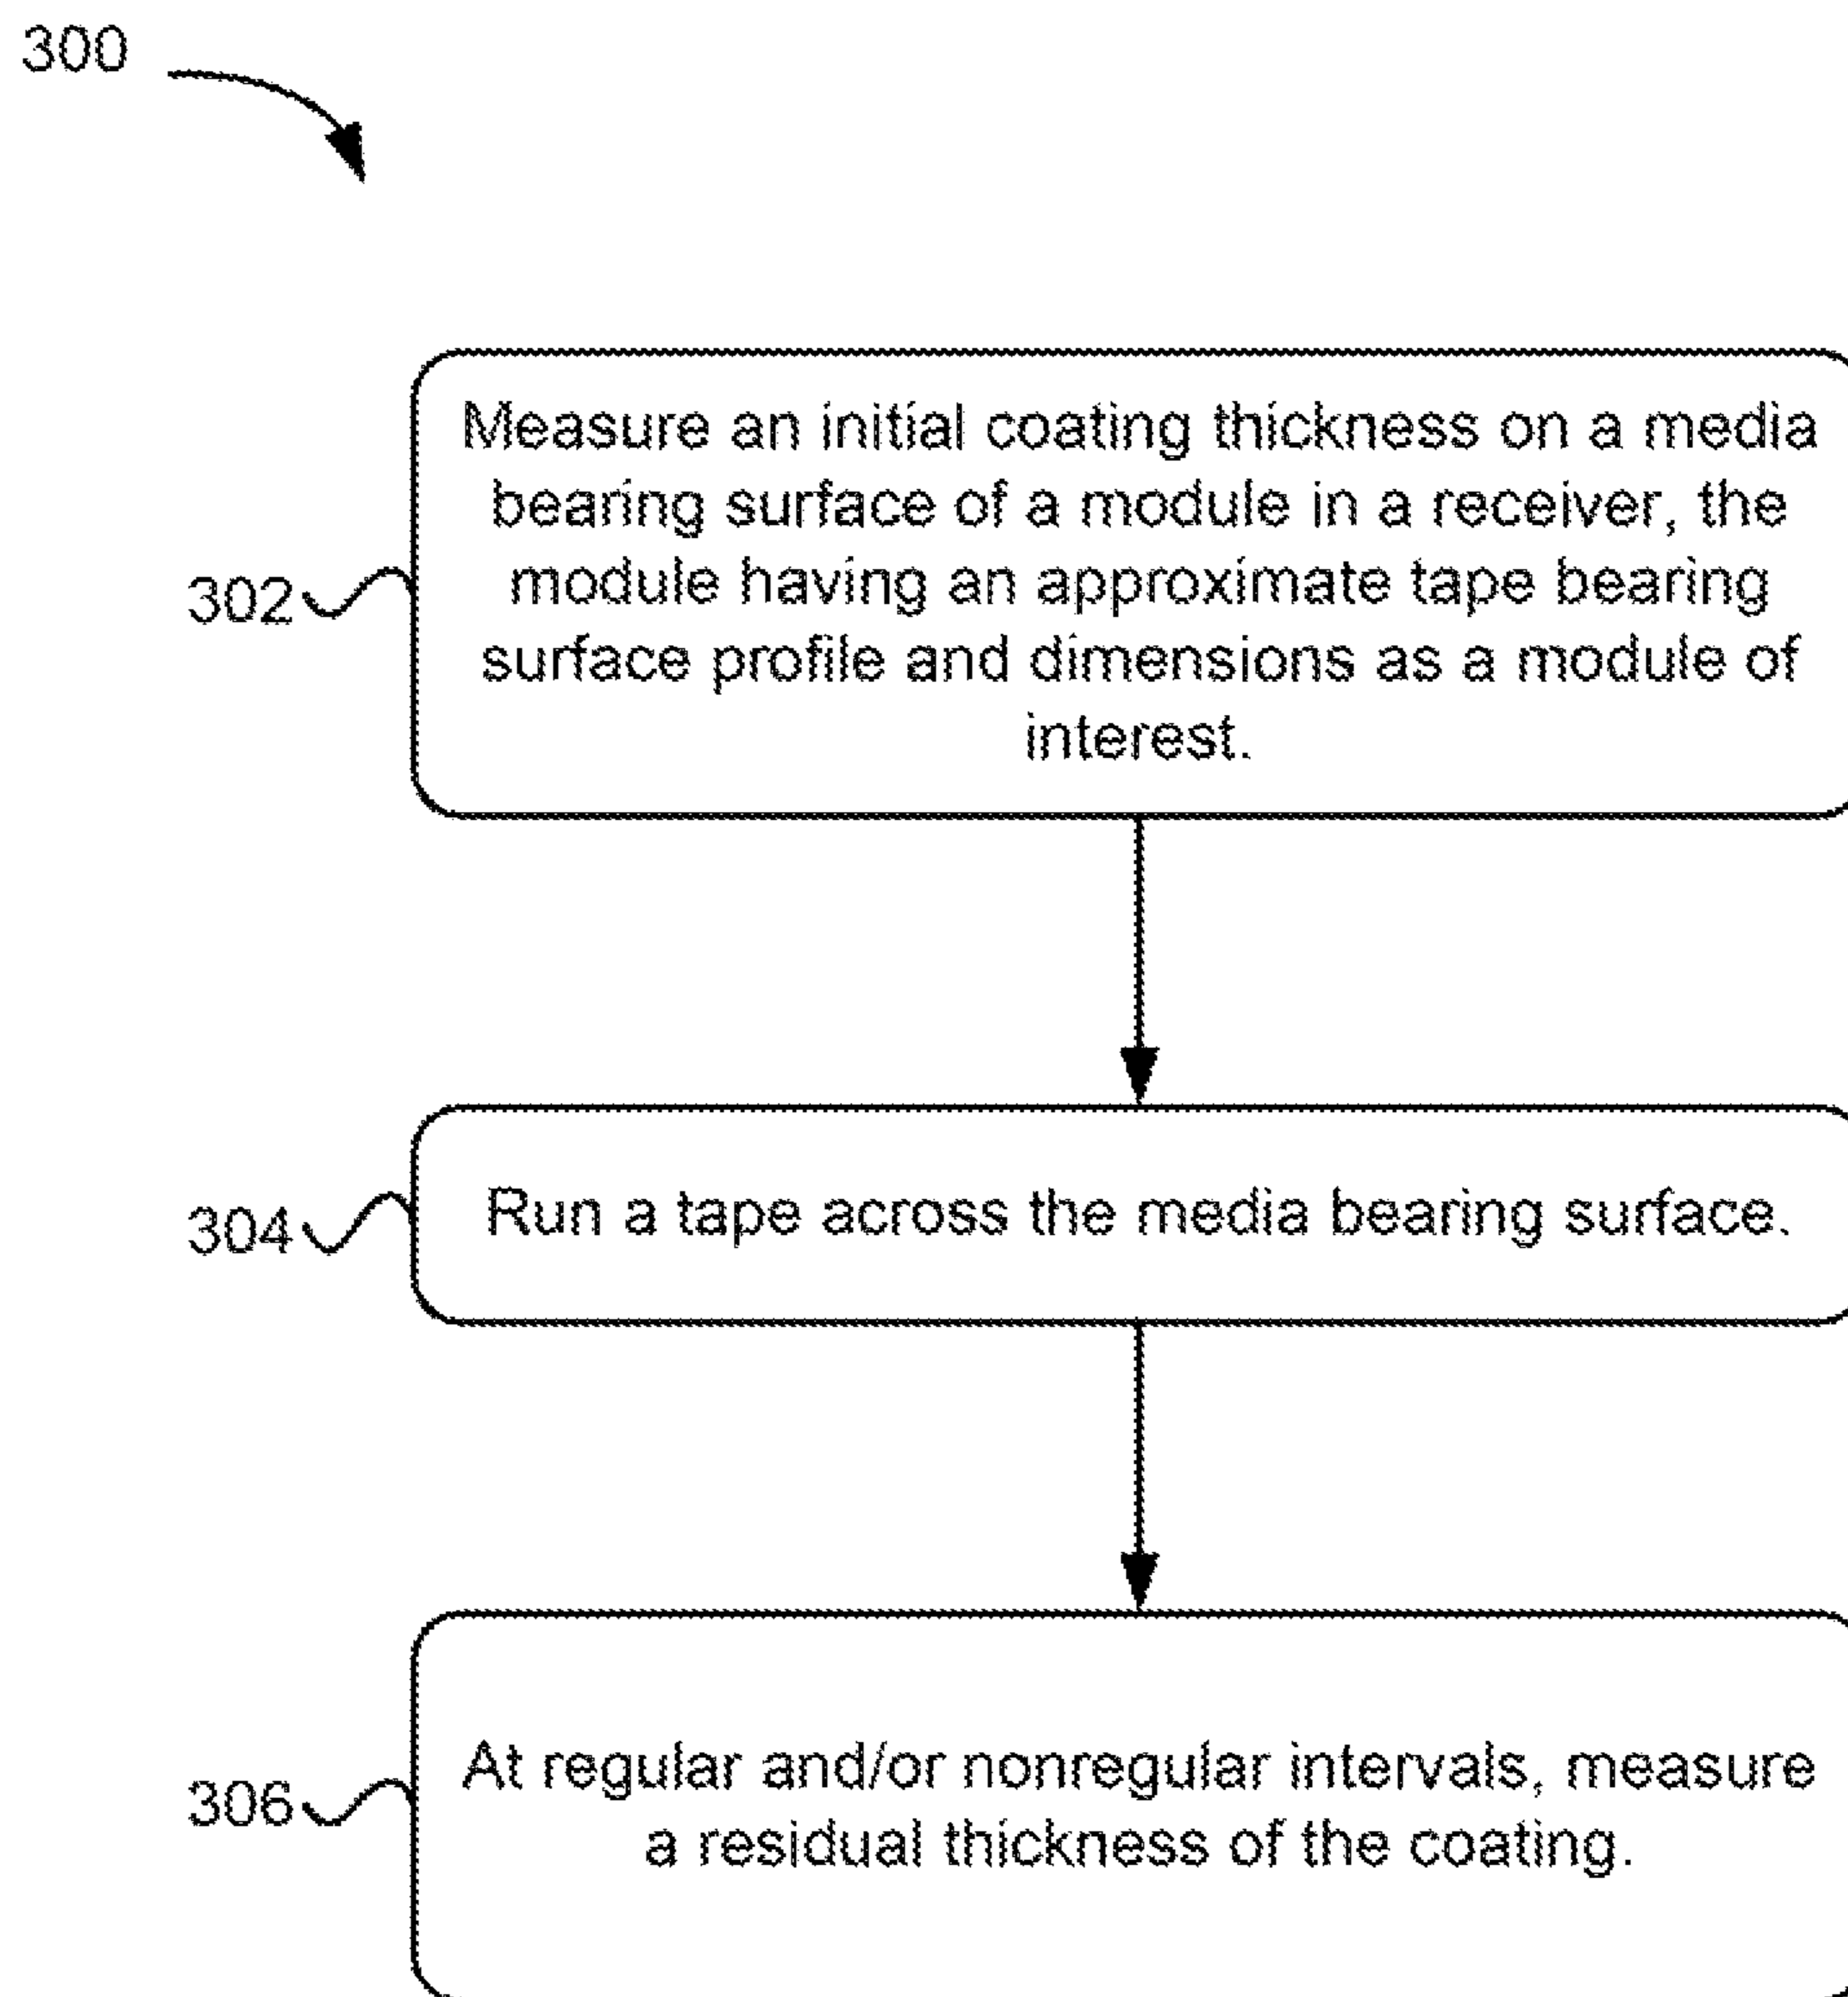 300
Measure an initial coating thickness on a media
bearing surface of a module in a receiver, the
module having an approximate tape bearing
surface profile and dimensions as a module of
interest.
302
Run a tape across the media bearing surface.
304
At regular and/or nonregular intervals, measure
a residual thickness of the coating.
306